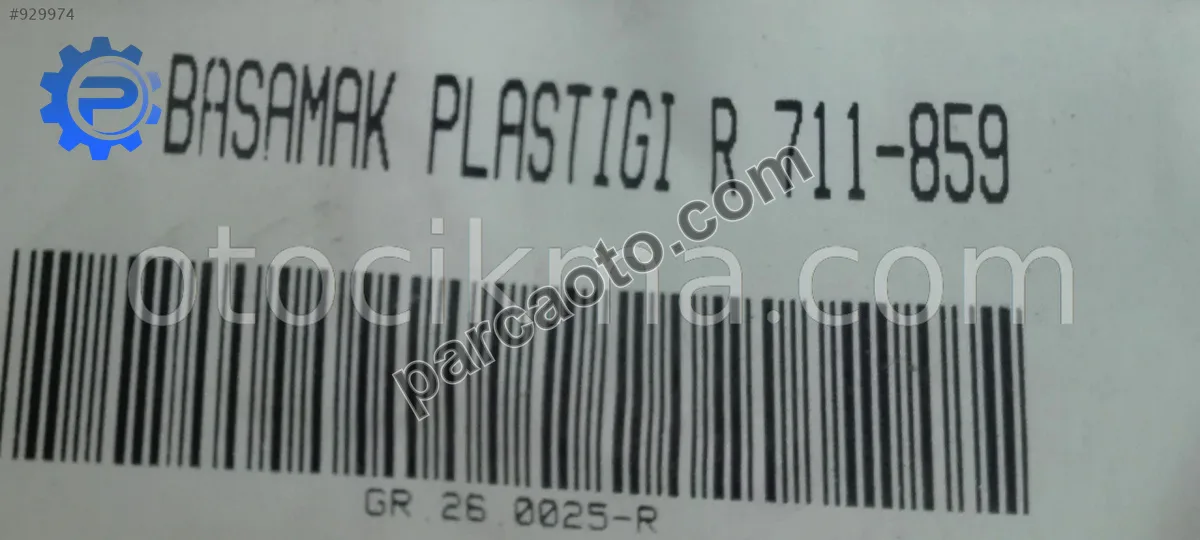 #929974
BASAMAK PLASTIGI R 711-859
otocikma.com
parcaoto.com
GR.26.0025-R